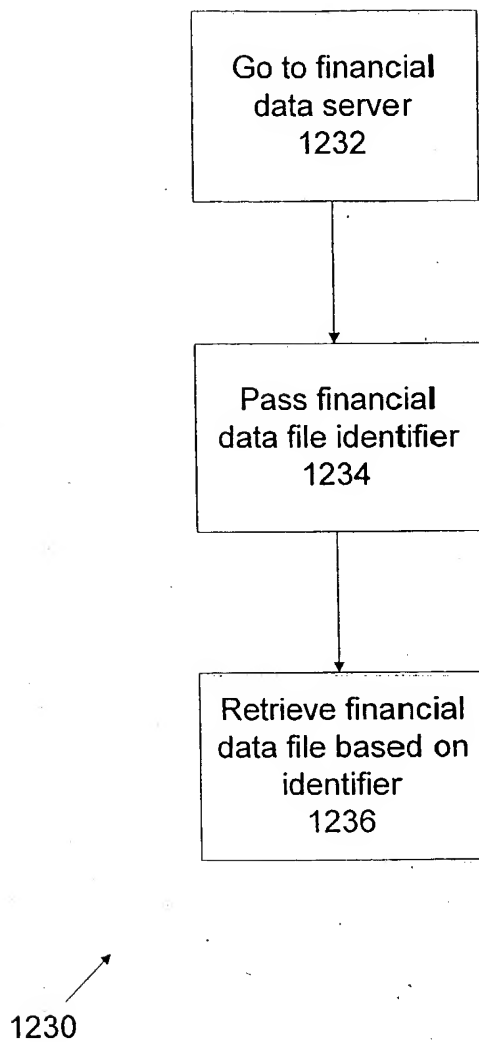 Go to financial
data server
1232
Pass financial
data file identifier
1234
Retrieve financial
data file based on
identifier
1236
1230